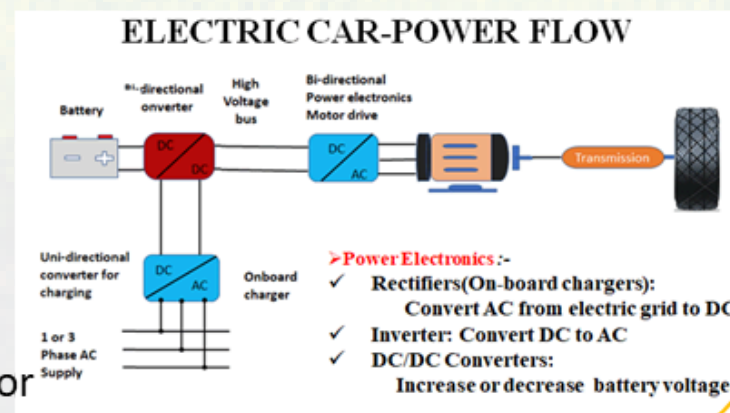 ELECTRIC CAR-POWER FLOW
Battery
Bi-directional
onverter
High
Voltage
bus
Bi-directional
Power electronics
Motor drive
DC
DC
DC
AC
Transmission
Uni-directional
converter for
charging
DC
AC
Onboard
charger
1 or 3
Phase AC
Supply
or
➢Power Electronics :-
✓ Rectifiers(On-board chargers):
Convert AC from electric grid to DC
✓ Inverter: Convert DC to AC
✓ DC/DC Converters:
Increase or decrease battery voltage